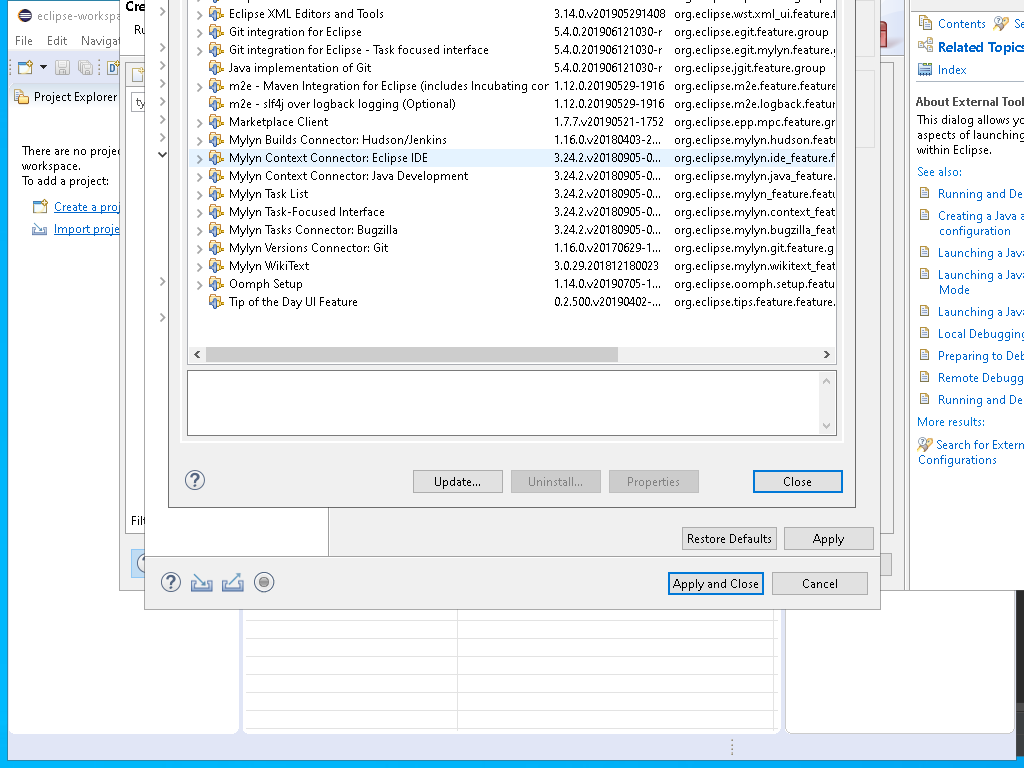 eclipse-workspa
Cre
File Edit Navigat
Ru
Project Explorer
ty
There are no projec
workspace.
To add a project:
Create a proj
Import proje
Filt
Eclipse XML Editors and Tools 3.14.0.v201905291408 org.eclipse.wst.xml_ui.feature.f
Git integration for Eclipse 5.4.0.201906121030-r org.eclipse.egit.feature.group
Git integration for Eclipse - Task focused interface 5.4.0.201906121030-r org.eclipse.egit.mylyn.feature.g
Java implementation of Git 5.4.0.201906121030-r org.eclipse.jgit.feature.group
m2e - Maven Integration for Eclipse (includes Incubating cor 1.12.0.20190529-1916 org.eclipse.m2e.feature.feature
m2e - slf4j over logback logging (Optional) 1.12.0.20190529-1916 org.eclipse.m2e.logback.featur
Marketplace Client 1.7.7.v20190521-1752 org.eclipse.epp.mpc.feature.gr
Mylyn Builds Connector: Hudson/Jenkins 1.16.0.v20180403-2... org.eclipse.mylyn.hudson.featu
Mylyn Context Connector: Eclipse IDE 3.24.2.v20180905-0... org.eclipse.mylyn.ide_feature.f
Mylyn Context Connector: Java Development 3.24.2.v20180905-0... org.eclipse.mylyn.java_feature.
Mylyn Task List 3.24.2.v20180905-0... org.eclipse.mylyn_feature.featu
Mylyn Task-Focused Interface 3.24.2.v20180905-0... org.eclipse.mylyn.context_feat
Mylyn Tasks Connector: Bugzilla 3.24.2.v20180905-0... org.eclipse.mylyn.bugzilla_feat
Mylyn Versions Connector: Git 1.16.0.v20170629-1... org.eclipse.mylyn.git.feature.g
Mylyn WikiText 3.0.29.201812180023 org.eclipse.mylyn.wikitext_feat
Oomph Setup 1.14.0.v20190705-1... org.eclipse.oomph.setup.featu
Tip of the Day UI Feature 0.2.500.v20190402-... org.eclipse.tips.feature.feature.
Update... Uninstall... Properties Close
Restore Defaults Apply
Apply and Close Cancel
Contents Se
Related Topics
Index
About External Tool
This dialog allows yo
aspects of launching
within Eclipse.
See also:
Running and De
Creating a Java a
configuration
Launching a Java
Launching a Java
Mode
Launching a Java
Local Debugging
Preparing to Deb
Remote Debugg
Running and De
More results:
Search for Extern
Configurations